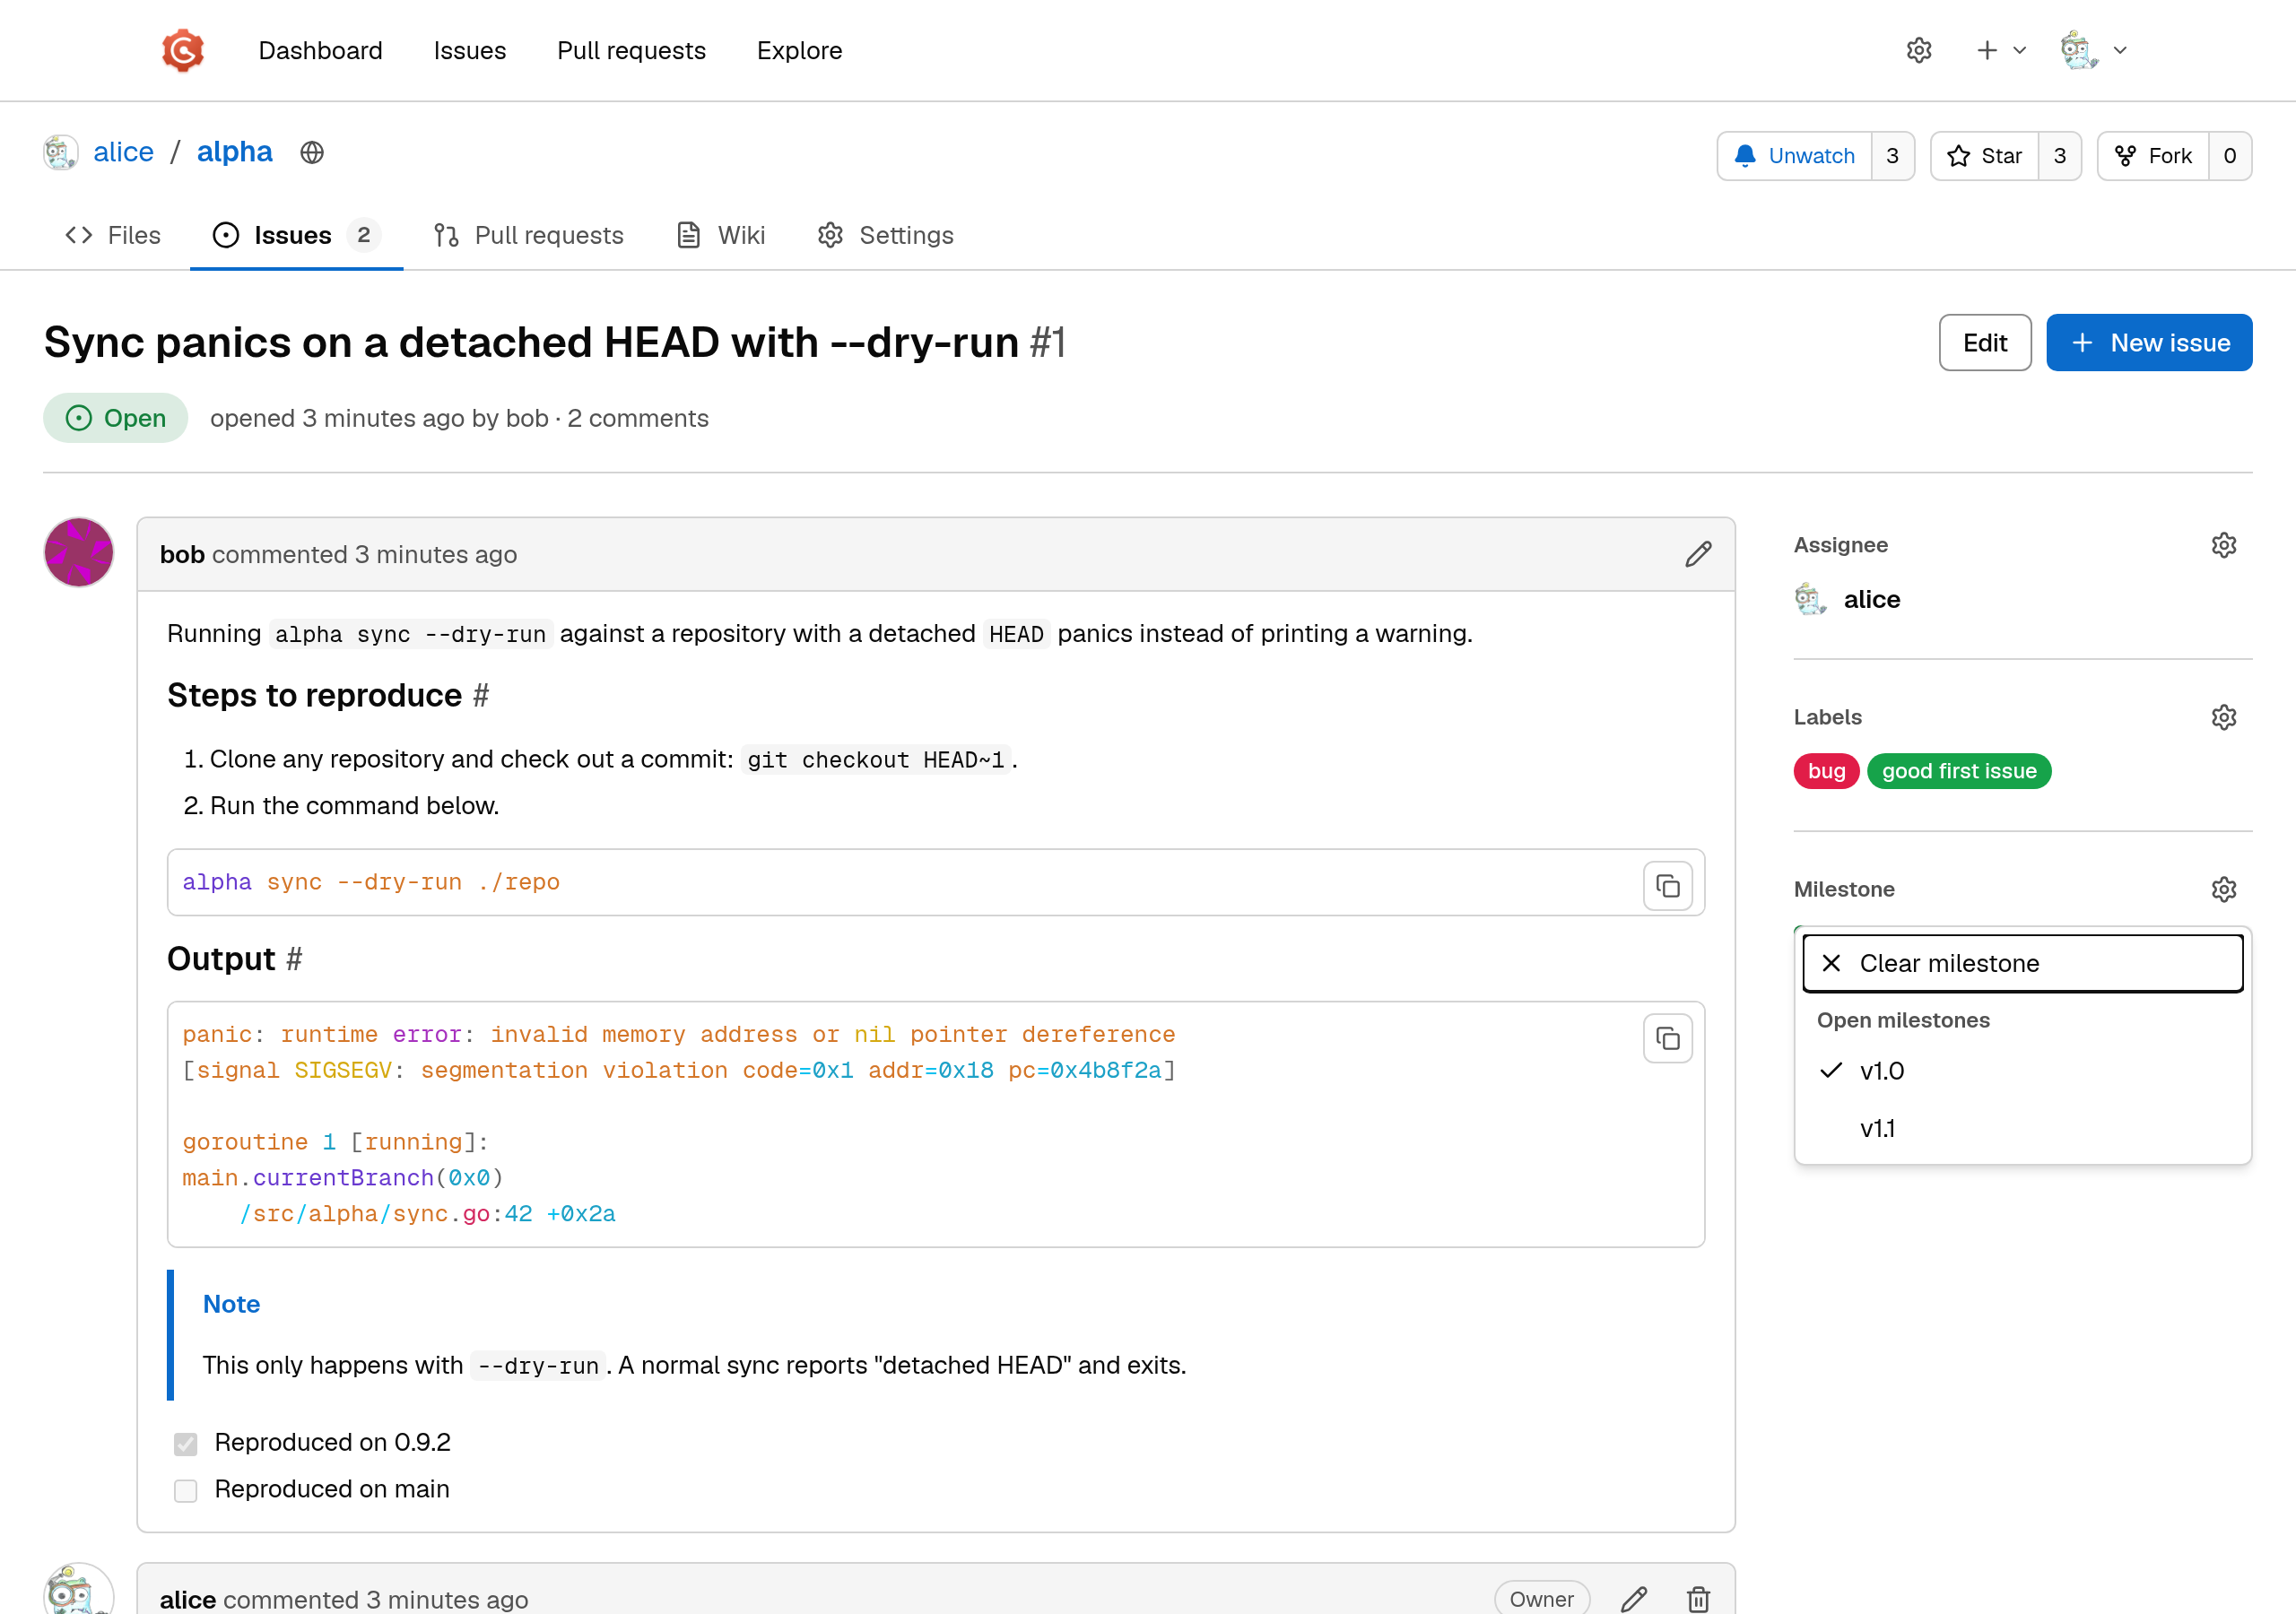 Dashboard Issues Pull requests Explore
alice / alpha
Unwatch 3 Star 3 Fork 0
Files Issues 2 Pull requests Wiki Settings
Sync panics on a detached HEAD with --dry-run #1
Edit + New issue
Open opened 3 minutes ago by bob · 2 comments
bob commented 3 minutes ago
Running alpha sync --dry-run against a repository with a detached HEAD panics instead of printing a warning.
Steps to reproduce #
1. Clone any repository and check out a commit: git checkout HEAD~1.
2. Run the command below.
alpha sync --dry-run ./repo
Output #
panic: runtime error: invalid memory address or nil pointer dereference
[signal SIGSEGV: segmentation violation code=0x1 addr=0x18 pc=0x4b8f2a]
goroutine 1 [running]:
main.currentBranch(0x0)
/src/alpha/sync.go:42 +0x2a
Note
This only happens with --dry-run. A normal sync reports "detached HEAD" and exits.
Reproduced on 0.9.2
Reproduced on main
alice commented 3 minutes ago Owner
Assignee
alice
Labels
bug good first issue
Milestone
Clear milestone
Open milestones
v1.0
v1.1